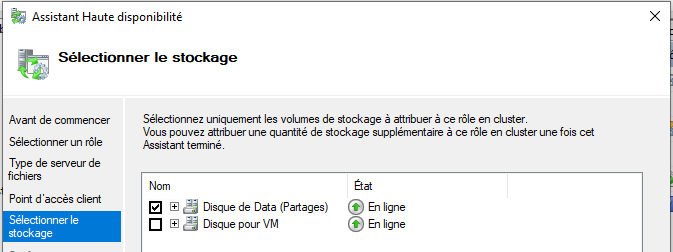 Assistant Haute disponibilité
Sélectionner le stockage
Avant de commencer
Sélectionner un rôle
Type de serveur de
fichiers
Point d'accès client
Sélectionner le
stockage
Sélectionnez uniquement les volumes de stockage à attribuer à ce rôle en cluster.
Vous pouvez attribuer une quantité de stockage supplémentaire à ce rôle en cluster une fois cet
Assistant terminé.
Nom État
Disque de Data (Partages) En ligne
Disque pour VM En ligne